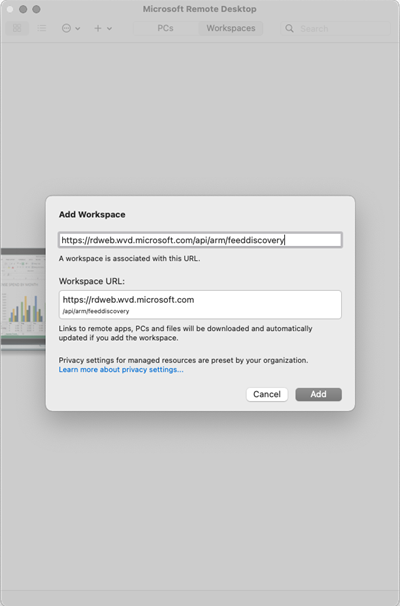 Microsoft Remote Desktop
PCs
Workspaces
Search
Add Workspace
https://rdweb.wvd.microsoft.com/api/arm/feeddiscovery
A workspace is associated with this URL.
Workspace URL:
https://rdweb.wvd.microsoft.com
/api/arm/feeddiscovery
Links to remote apps, PCs and files will be downloaded and automatically
updated if you add the workspace.
Privacy settings for managed resources are preset by your organization.
Learn more about privacy settings...
Cancel
Add